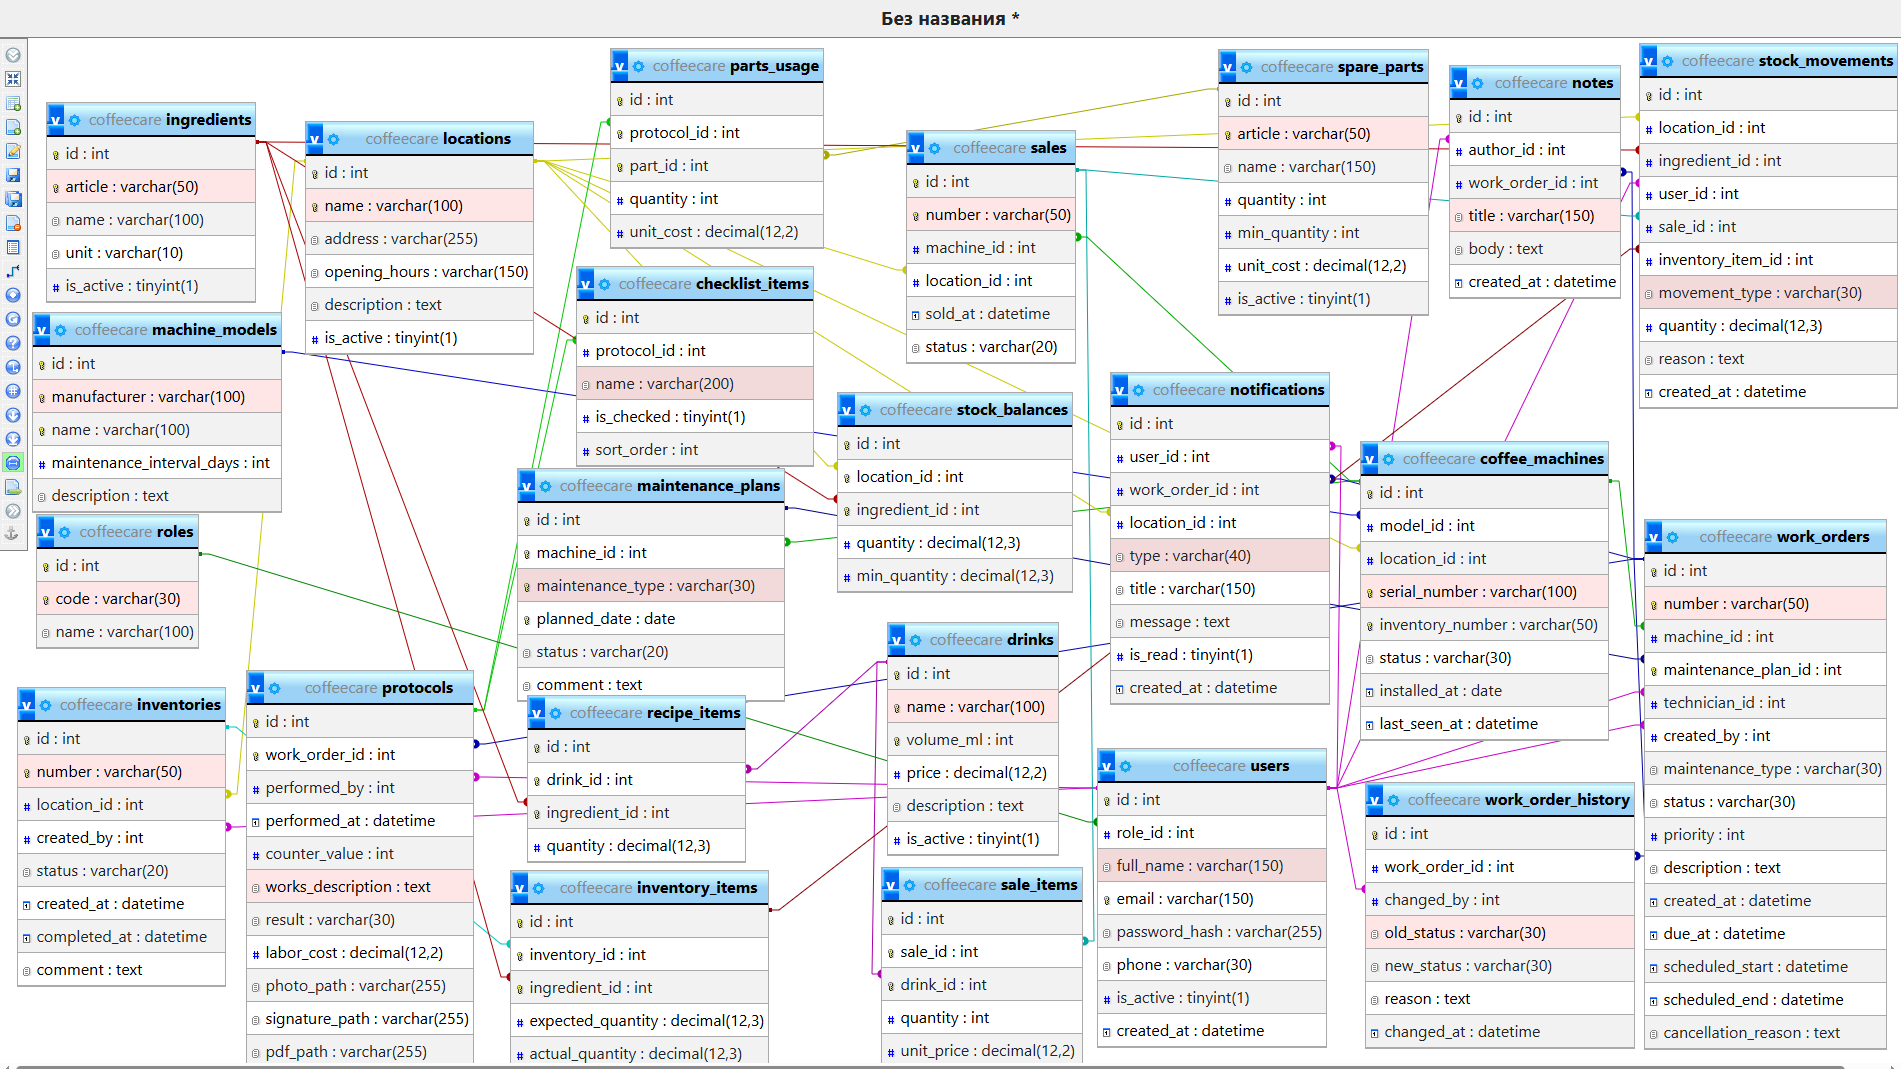 Без названия *
coffeecare ingredients
id : int
article : varchar(50)
name : varchar(100)
unit : varchar(10)
is_active : tinyint(1)
coffeecare locations
id : int
name : varchar(100)
address : varchar(255)
opening_hours : varchar(150)
description : text
is_active : tinyint(1)
coffeecare parts_usage
id : int
protocol_id : int
part_id : int
quantity : int
unit_cost : decimal(12,2)
coffeecare sales
id : int
number : varchar(50)
machine_id : int
location_id : int
sold_at : datetime
status : varchar(20)
coffeecare spare_parts
id : int
article : varchar(50)
name : varchar(150)
quantity : int
min_quantity : int
unit_cost : decimal(12,2)
is_active : tinyint(1)
coffeecare notes
id : int
author_id : int
work_order_id : int
title : varchar(150)
body : text
created_at : datetime
coffeecare stock_movements
id : int
location_id : int
ingredient_id : int
user_id : int
sale_id : int
inventory_item_id : int
movement_type : varchar(30)
quantity : decimal(12,3)
reason : text
created_at : datetime
coffeecare machine_models
id : int
manufacturer : varchar(100)
name : varchar(100)
maintenance_interval_days : int
description : text
coffeecare checklist_items
id : int
protocol_id : int
name : varchar(200)
is_checked : tinyint(1)
sort_order : int
coffeecare stock_balances
id : int
location_id : int
ingredient_id : int
quantity : decimal(12,3)
min_quantity : decimal(12,3)
coffeecare notifications
id : int
user_id : int
work_order_id : int
location_id : int
type : varchar(40)
title : varchar(150)
message : text
is_read : tinyint(1)
created_at : datetime
coffeecare coffee_machines
id : int
model_id : int
location_id : int
serial_number : varchar(100)
inventory_number : varchar(50)
status : varchar(30)
installed_at : date
last_seen_at : datetime
coffeecare roles
id : int
code : varchar(30)
name : varchar(100)
coffeecare maintenance_plans
id : int
machine_id : int
maintenance_type : varchar(30)
planned_date : date
status : varchar(20)
comment : text
coffeecare work_orders
id : int
number : varchar(50)
machine_id : int
maintenance_plan_id : int
technician_id : int
created_by : int
maintenance_type : varchar(30)
status : varchar(30)
priority : int
description : text
created_at : datetime
due_at : datetime
scheduled_start : datetime
scheduled_end : datetime
cancellation_reason : text
coffeecare inventories
id : int
number : varchar(50)
location_id : int
created_by : int
status : varchar(20)
created_at : datetime
completed_at : datetime
comment : text
coffeecare protocols
id : int
work_order_id : int
performed_by : int
performed_at : datetime
counter_value : int
works_description : text
result : varchar(30)
labor_cost : decimal(12,2)
photo_path : varchar(255)
signature_path : varchar(255)
pdf_path : varchar(255)
coffeecare recipe_items
id : int
drink_id : int
ingredient_id : int
quantity : decimal(12,3)
coffeecare drinks
id : int
name : varchar(100)
volume_ml : int
price : decimal(12,2)
description : text
is_active : tinyint(1)
coffeecare users
id : int
role_id : int
full_name : varchar(150)
email : varchar(150)
password_hash : varchar(255)
phone : varchar(30)
is_active : tinyint(1)
created_at : datetime
coffeecare work_order_history
id : int
work_order_id : int
changed_by : int
old_status : varchar(30)
new_status : varchar(30)
reason : text
changed_at : datetime
coffeecare inventory_items
id : int
inventory_id : int
ingredient_id : int
expected_quantity : decimal(12,3)
actual_quantity : decimal(12,3)
coffeecare sale_items
id : int
sale_id : int
drink_id : int
quantity : int
unit_price : decimal(12,2)